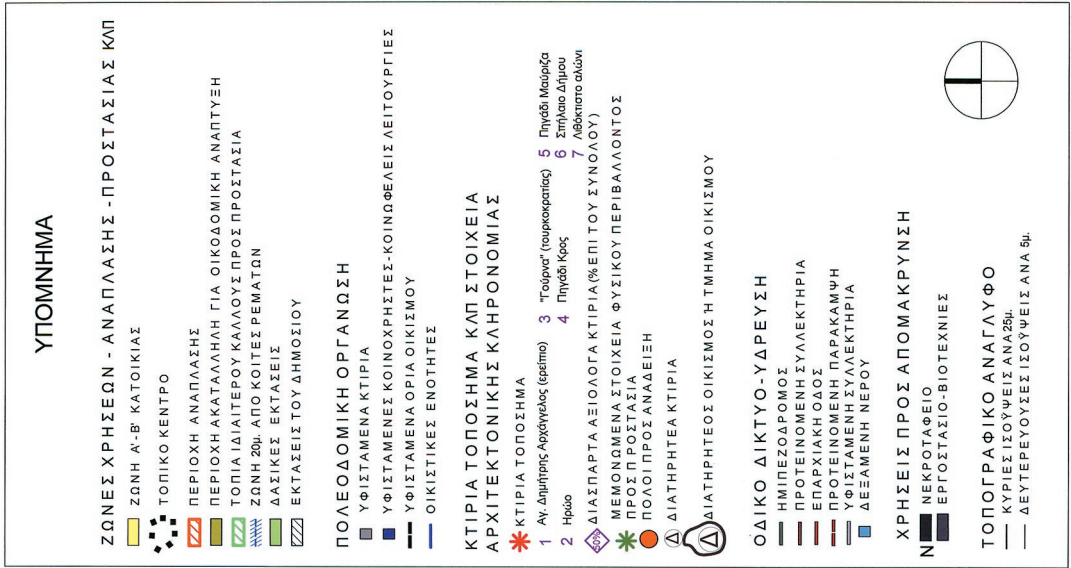 ΥΠΟΜΝΗΜΑ
ΖΩΝΕΣ ΧΡΗΣΕΩΝ - ΑΝΑΠΛΑΣΗΣ - ΠΡΟΣΤΑΣΙΑΣ ΚΛΠ
ΖΩΝΗ Α'- Β' ΚΑΤΟΙΚΙΑΣ
ΤΟΠΙΚΟ ΚΕΝΤΡΟ
ΠΕΡΙΟΧΗ ΑΝΑΠΛΑΣΗΣ
ΠΕΡΙΟΧΗ ΑΚΑΤΑΛΛΗΛΗ ΓΙΑ ΟΙΚΟΔΟΜΙΚΗ ΑΝΑΠΤΥΞΗ
ΤΟΠΙΑ ΙΔΙΑΙΤΕΡΟΥ ΚΑΛΛΟΥΣ ΠΡΟΣ ΠΡΟΣΤΑΣΙΑ
ΖΩΝΗ 20μ. ΑΠΟ ΚΟΙΤΕΣ ΡΕΜΑΤΩΝ
ΔΑΣΙΚΕΣ ΕΚΤΑΣΕΙΣ
ΕΚΤΑΣΕΙΣ ΤΟΥ ΔΗΜΟΣΙΟΥ
ΠΟΛΕΟΔΟΜΙΚΗ ΟΡΓΑΝΩΣΗ
ΥΦΙΣΤΑΜΕΝΑ ΚΤΙΡΙΑ
ΥΦΙΣΤΑΜΕΝΕΣ ΚΟΙΝΟΧΡΗΣΤΕΣ-ΚΟΙΝΩΦΕΛΕΙΣ ΛΕΙΤΟΥΡΓΙΕΣ
ΥΦΙΣΤΑΜΕΝΑ ΟΡΙΑ ΟΙΚΙΣΜΟΥ
ΟΙΚΙΣΤΙΚΕΣ ΕΝΟΤΗΤΕΣ
ΚΤΙΡΙΑ ΤΟΠΟΣΗΜΑ ΚΛΠ ΣΤΟΙΧΕΙΑ
ΑΡΧΙΤΕΚΤΟΝΙΚΗΣ ΚΛΗΡΟΝΟΜΙΑΣ
ΚΤΙΡΙΑ ΤΟΠΟΣΗΜΑ
1 Αγ. Δημήτρης Αρχάγγελος (ερείπιο) 3 "Γούρνα" (τουρκοκρατίας) 5 Πηγάδι Μαύριζα
2 Ηρώο 4 Πηγάδι Κρος 6 Σπήλαιο Δήμου
7 Λιθόκτιστο αλώνι
50% ΔΙΑΣΠΑΡΤΑ ΑΞΙΟΛΟΓΑ ΚΤΙΡΙΑ (% ΕΠΙ ΤΟΥ ΣΥΝΟΛΟΥ)
ΜΕΜΟΝΩΜΕΝΑ ΣΤΟΙΧΕΙΑ ΦΥΣΙΚΟΥ ΠΕΡΙΒΑΛΛΟΝΤΟΣ
ΠΡΟΣ ΠΡΟΣΤΑΣΙΑ
ΠΟΛΟΙ ΠΡΟΣ ΑΝΑΔΕΙΞΗ
Δ ΔΙΑΤΗΡΗΤΕΑ ΚΤΙΡΙΑ
Δ ΔΙΑΤΗΡΗΤΕΟΣ ΟΙΚΙΣΜΟΣ Ή ΤΜΗΜΑ ΟΙΚΙΣΜΟΥ
ΟΔΙΚΟ ΔΙΚΤΥΟ-ΥΔΡΕΥΣΗ
ΗΜΙΠΕΖΟΔΡΟΜΟΣ
ΠΡΟΤΕΙΝΟΜΕΝΗ ΣΥΛΛΕΚΤΗΡΙΑ
ΕΠΑΡΧΙΑΚΗ ΟΔΟΣ
ΠΡΟΤΕΙΝΟΜΕΝΗ ΠΑΡΑΚΑΜΨΗ
ΥΦΙΣΤΑΜΕΝΗ ΣΥΛΛΕΚΤΗΡΙΑ
ΔΕΞΑΜΕΝΗ ΝΕΡΟΥ
ΧΡΗΣΕΙΣ ΠΡΟΣ ΑΠΟΜΑΚΡΥΝΣΗ
Ν ΝΕΚΡΟΤΑΦΕΙΟ
ΕΡΓΟΣΤΑΣΙΟ-ΒΙΟΤΕΧΝΙΕΣ
ΤΟΠΟΓΡΑΦΙΚΟ ΑΝΑΓΛΥΦΟ
ΚΥΡΙΕΣ ΙΣΟΥΨΕΙΣ ΑΝΑ 25μ.
ΔΕΥΤΕΡΕΥΟΥΣΕΣ ΙΣΟΫΨΕΙΣ ΑΝΑ 5μ.